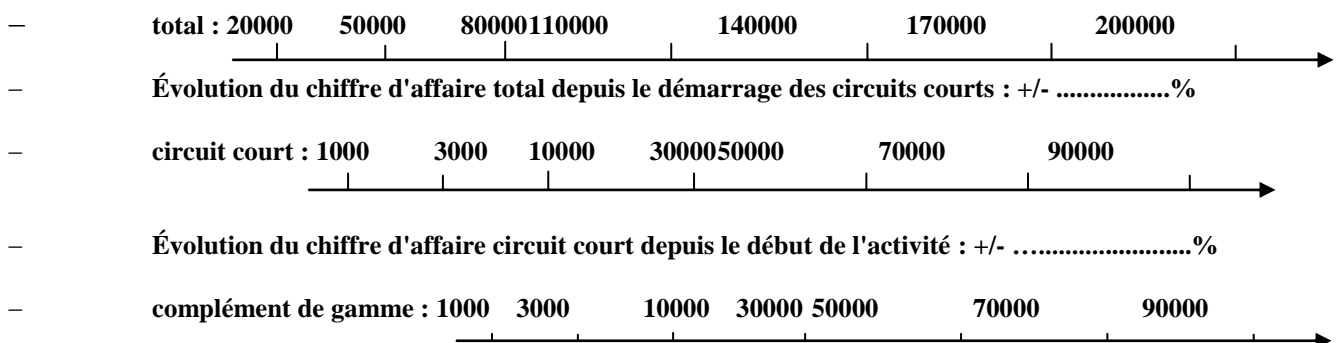 – total : 20000 50000 80000110000 140000 170000 200000
– Évolution du chiffre d'affaire total depuis le démarrage des circuits courts : +/- .................%
– circuit court : 1000 3000 10000 3000050000 70000 90000
– Évolution du chiffre d'affaire circuit court depuis le début de l'activité : +/- …......................%
– complément de gamme : 1000 3000 10000 30000 50000 70000 90000